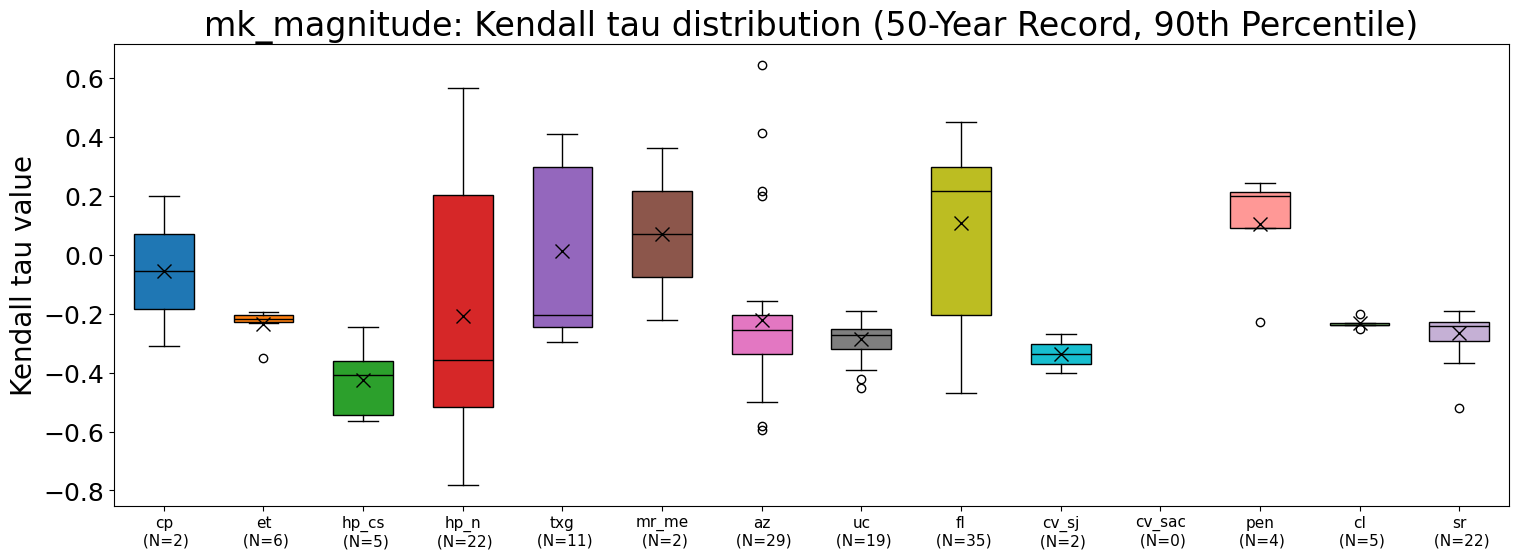 mk_magnitude: Kendall tau distribution (50-Year Record, 90th Percentile)
Kendall tau value
0.6
0.4
0.2
0.0
−0.2
−0.4
−0.6
−0.8
cp et hp_cs hp_n txg mr_me az uc fl cv_sj cv_sac pen cl sr
(N=2) (N=6) (N=5) (N=22) (N=11) (N=2) (N=29) (N=19) (N=35) (N=2) (N=0) (N=4) (N=5) (N=22)